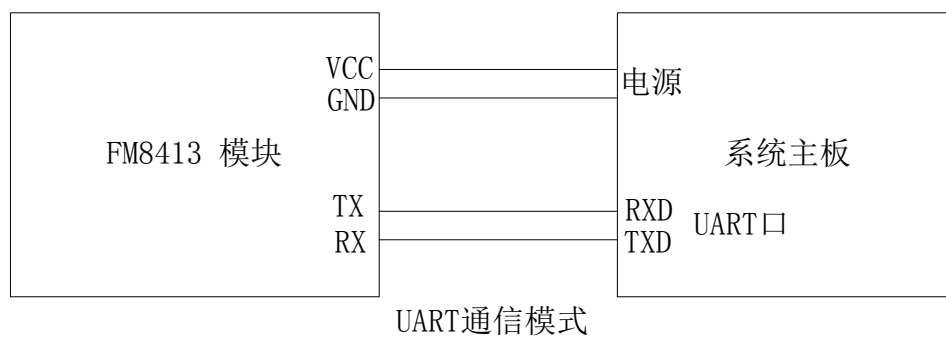 VCC
GND
电源
FM8413 模块
系统主板
TX
RX
RXD
TXD
UART口
UART通信模式